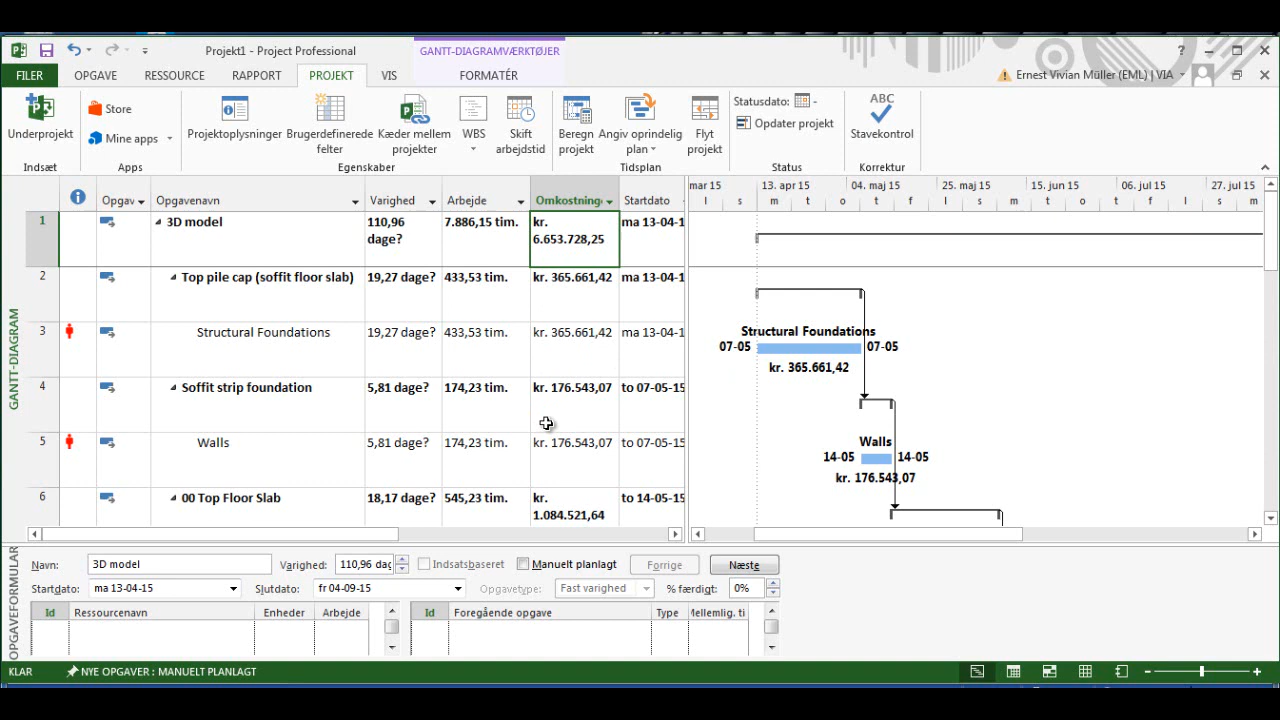 Projekt1 - Project Professional
GANTT-DIAGRAMVÆRKTØJER
?
FILER OPGAVE RESSOURCE RAPPORT PROJEKT VIS FORMATÉR
Ernest Vivian Müller (EML) | VIA
Underprojekt
Store
Mine apps
Projektoplysninger
Brugerdefinerede felter
Kæder mellem projekter
WBS
Skift arbejdstid
Beregn projekt
Angiv oprindelig plan
Flyt projekt
Statusdato:
Opdater projekt
ABC
Stavekontrol
Indsæt Apps Egenskaber Tidsplan Status Korrektur
Opgav Opgavenavn Varighed Arbejde Omkostning Startdato
mar 15 13. apr 15 04. maj 15 25. maj 15 15. jun 15 06. jul 15 27. jul 15
l s m t f t o m t f l s m
1 3D model 110,96 dage? 7.886,15 tim. kr. 6.653.728,25 ma 13-04-1
2 Top pile cap (soffit floor slab) 19,27 dage? 433,53 tim. kr. 365.661,42 ma 13-04-1
3 Structural Foundations 19,27 dage? 433,53 tim. kr. 365.661,42 ma 13-04-1
4 Soffit strip foundation 5,81 dage? 174,23 tim. kr. 176.543,07 to 07-05-15
5 Walls 5,81 dage? 174,23 tim. kr. 176.543,07 to 07-05-15
6 00 Top Floor Slab 18,17 dage? 545,23 tim. kr. 1.084.521,64 to 14-05-15
Structural Foundations
07-05 07-05
kr. 365.661,42
Walls
14-05 14-05
kr. 176.543,07
GANTT-DIAGRAM
OPGAVEFORMULAR
Navn: 3D model Varighed: 110,96 dag Indsatsbaseret Manuelt planlagt Forrige Næste
Startdato: ma 13-04-15 Slutdato: fr 04-09-15 Opgavetype: Fast varighed % færdigt: 0%
Id Ressourcenavn Enheder Arbejde Id Foregående opgave Type Mellemlig. ti
KLAR NYE OPGAVER : MANUELT PLANLAGT